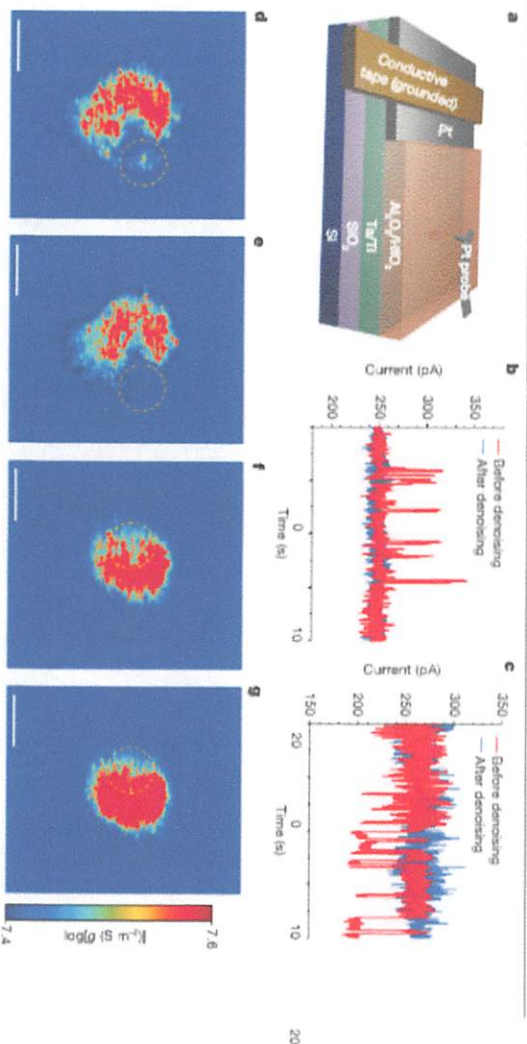 a
Conductive
tape (grounded)
Pt
Pt probe
Al₂O₃/HfO₂
Ta/Ti
SiO₂
Si
b
Before denoising
After denoising
Current (pA)
350
300
250
200
0
10
Time (s)
c
Before denoising
After denoising
Current (pA)
350
300
250
200
150
20
0
10
20
Time (s)
d
e
f
g
7.6
7.4